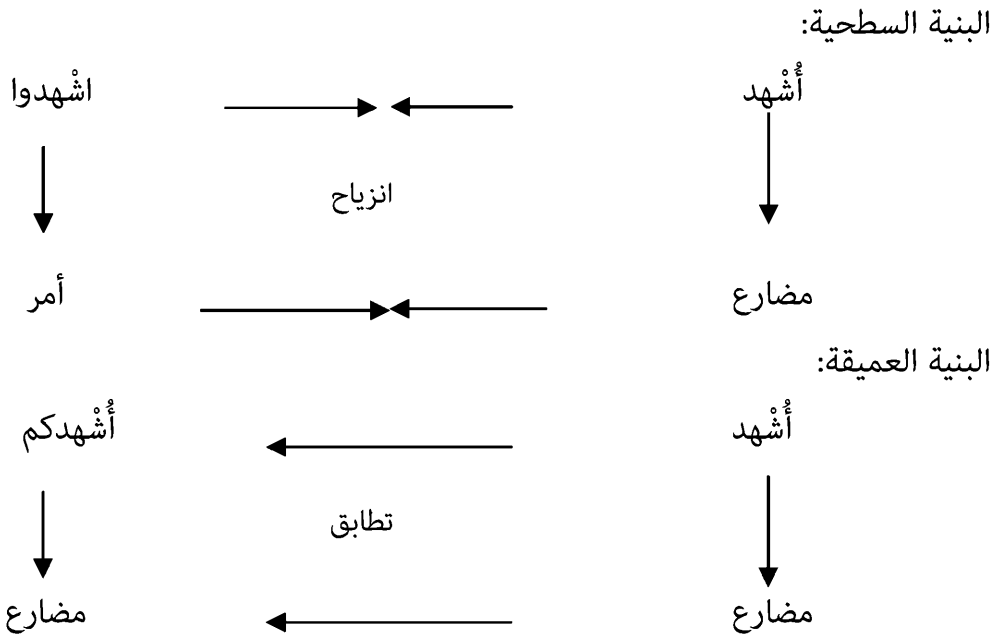 البنية السطحية:
أُشْهد اشْهدوا
انزياح
مضارع أمر
البنية العميقة:
أُشْهد أُشْهدكم
تطابق
مضارع مضارع